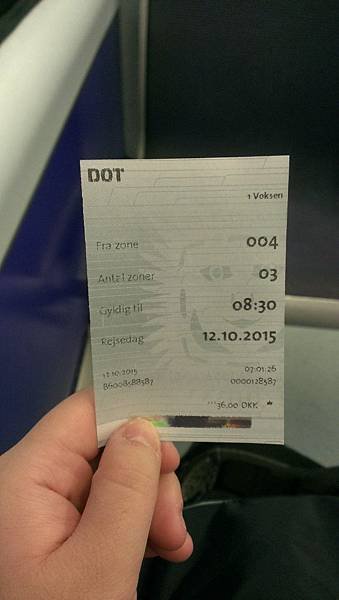 DOT
1 Voksen
Fra zone 004
Antal zoner 03
Gyldig til 08:30
Rejsedag 12.10.2015
12.10.2015 07:01:26
B6008588587 0000128587
***36,00 DKK *